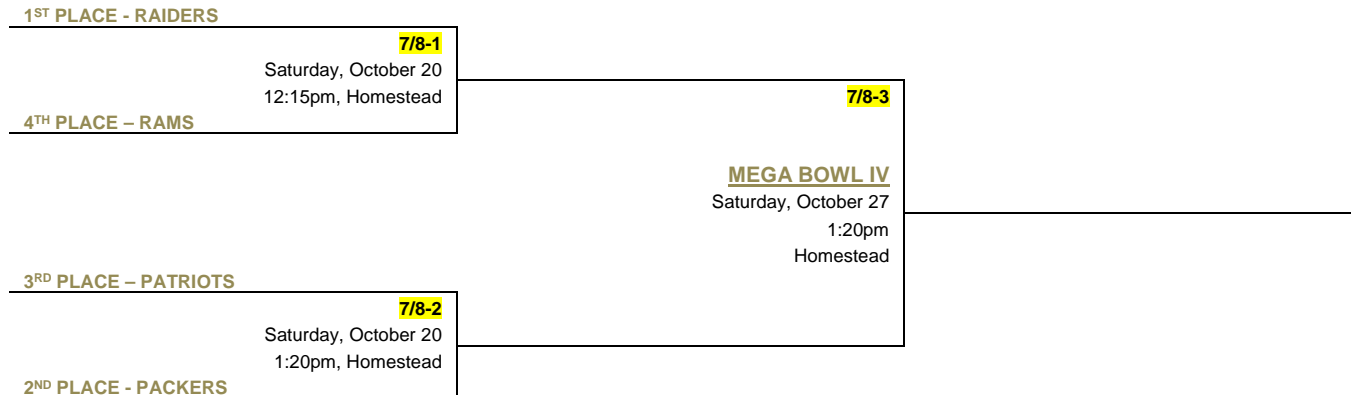 1ST PLACE - RAIDERS
7/8-1
Saturday, October 20
12:15pm, Homestead
4TH PLACE – RAMS
7/8-3
MEGA BOWL IV
Saturday, October 27
1:20pm
Homestead
3RD PLACE – PATRIOTS
7/8-2
Saturday, October 20
1:20pm, Homestead
2ND PLACE - PACKERS